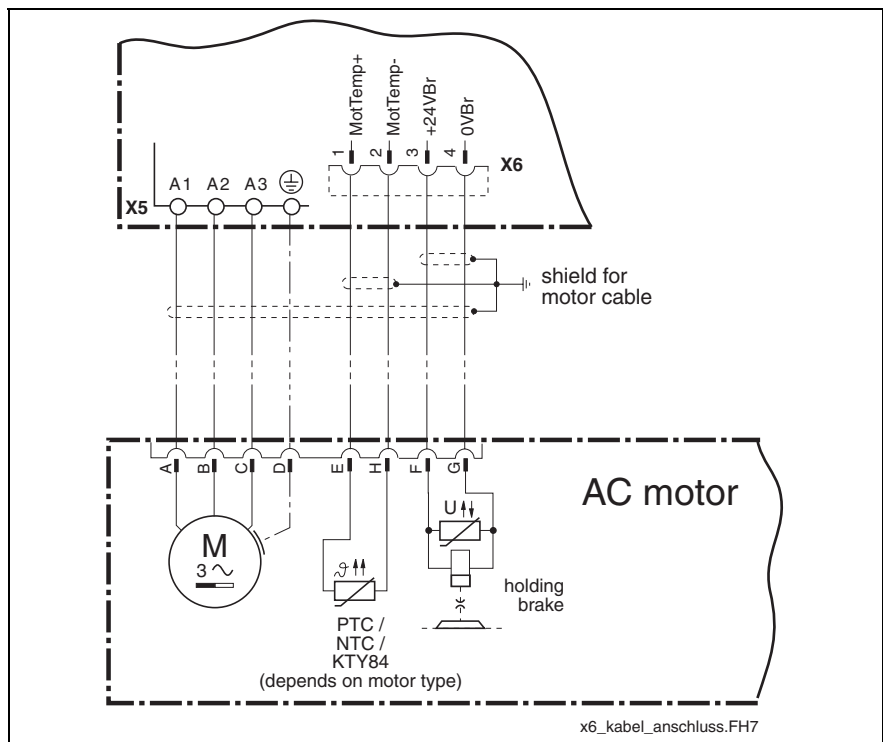 MotTemp+
MotTemp-
+24VBr
0VBr
1
2
3
4
X6
A1 A2 A3
X5
shield for
motor cable
A
B
C
D
E
H
F
G
AC motor
U
M
3
holding
brake
ϑ
PTC /
NTC /
KTY84
(depends on motor type)
x6_kabel_anschluss.FH7